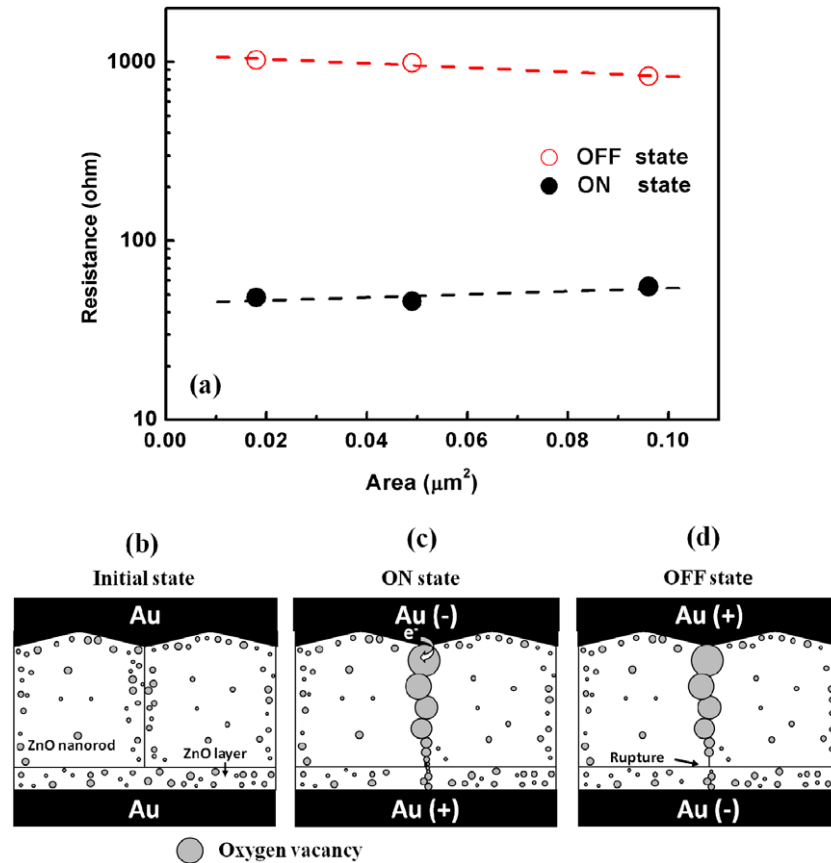 1000
100
10
Resistance (ohm)
OFF state
ON state
(a)
0.00 0.02 0.04 0.06 0.08 0.10
Area (μm²)
(b) (c) (d)
Initial state ON state OFF state
Au Au (-) Au (+)
e⁻
ZnO nanorod
ZnO layer
Rupture
Au Au (+) Au (-)
Oxygen vacancy